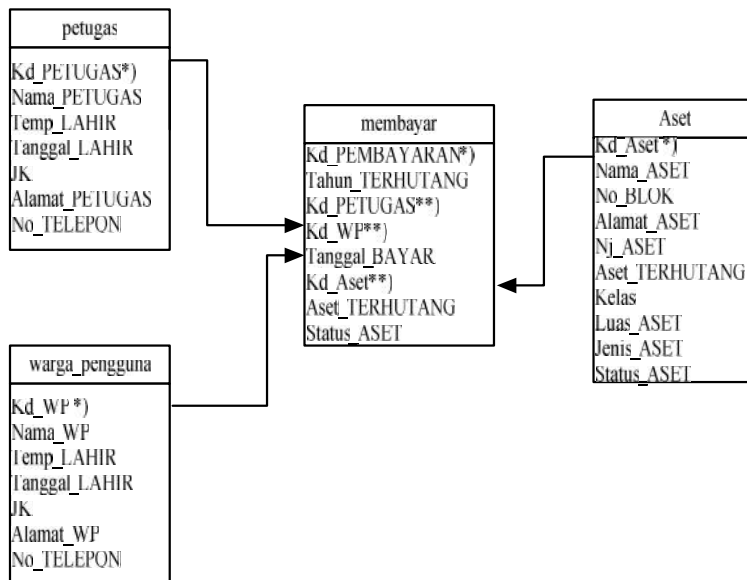 petugas
Kd_PETUGAS*)
Nama_PETUGAS
Temp_LAHIR
Tanggal_LAHIR
JK
Alamat_PETUGAS
No_TELEPON
membayar
Kd_PEMBAYARAN*)
Tahun_TERHUTANG
Kd_PETUGAS**)
Kd_WP**)
Tanggal_BAYAR
Kd_Aset**)
Aset_TERHUTANG
Status_ASET
Aset
Kd_Aset*)
Nama_ASET
No_BLOK
Alamat_ASET
Nj_ASET
Aset_TERHUTANG
Kelas
Luas_ASET
Jenis_ASET
Status_ASET
warga_pengguna
Kd_WP*)
Nama_WP
Temp_LAHIR
Tanggal_LAHIR
JK
Alamat_WP
No_TELEPON